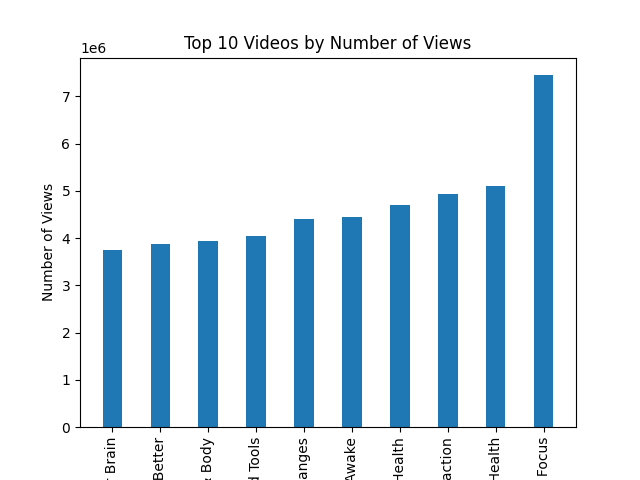 Top 10 Videos by Number of Views
1e6
Number of Views
7
6
5
4
3
2
1
0
Brain
Better
Body
Tools
anges
Awake
Health
action
Health
Focus